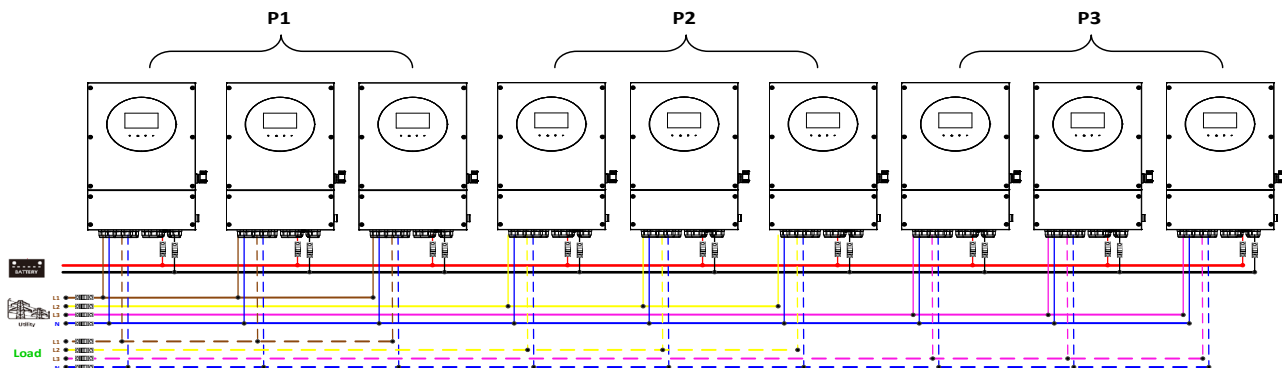 P1 P2 P3
BATTERY
L1
L2
L3
Utility
N
L1
Load
L2
L3
N